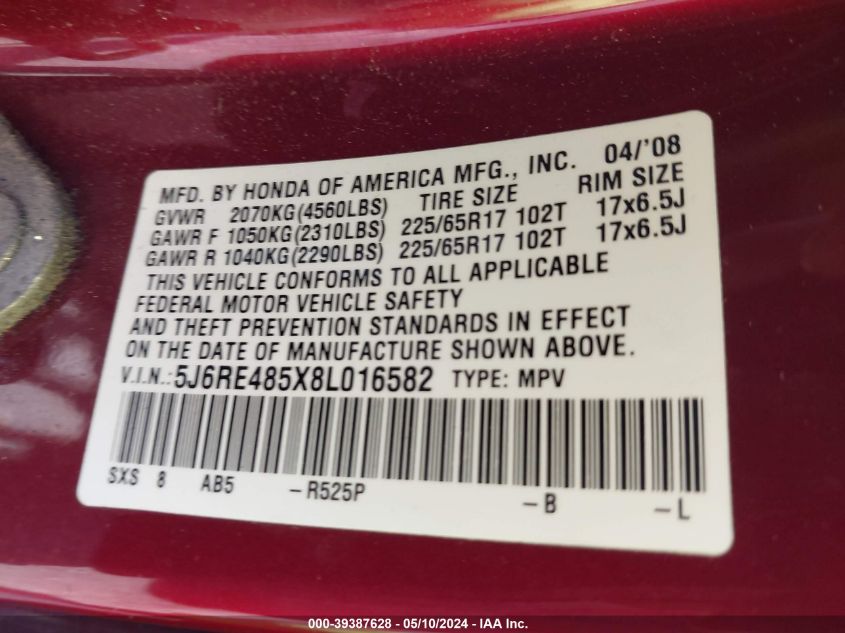 MFD. BY HONDA OF AMERICA MFG., INC. 04/'08
GVWR 2070KG(4560LBS) TIRE SIZE RIM SIZE
GAWR F 1050KG(2310LBS) 225/65R17 102T 17x6.5J
GAWR R 1040KG(2290LBS) 225/65R17 102T 17x6.5J
THIS VEHICLE CONFORMS TO ALL APPLICABLE
FEDERAL MOTOR VEHICLE SAFETY
AND THEFT PREVENTION STANDARDS IN EFFECT
ON THE DATE OF MANUFACTURE SHOWN ABOVE.
V.I.N.:5J6RE485X8L016582 TYPE: MPV
SXS 8 AB5 -R525P -B -L
000-39387628 - 05/10/2024 - IAA Inc.